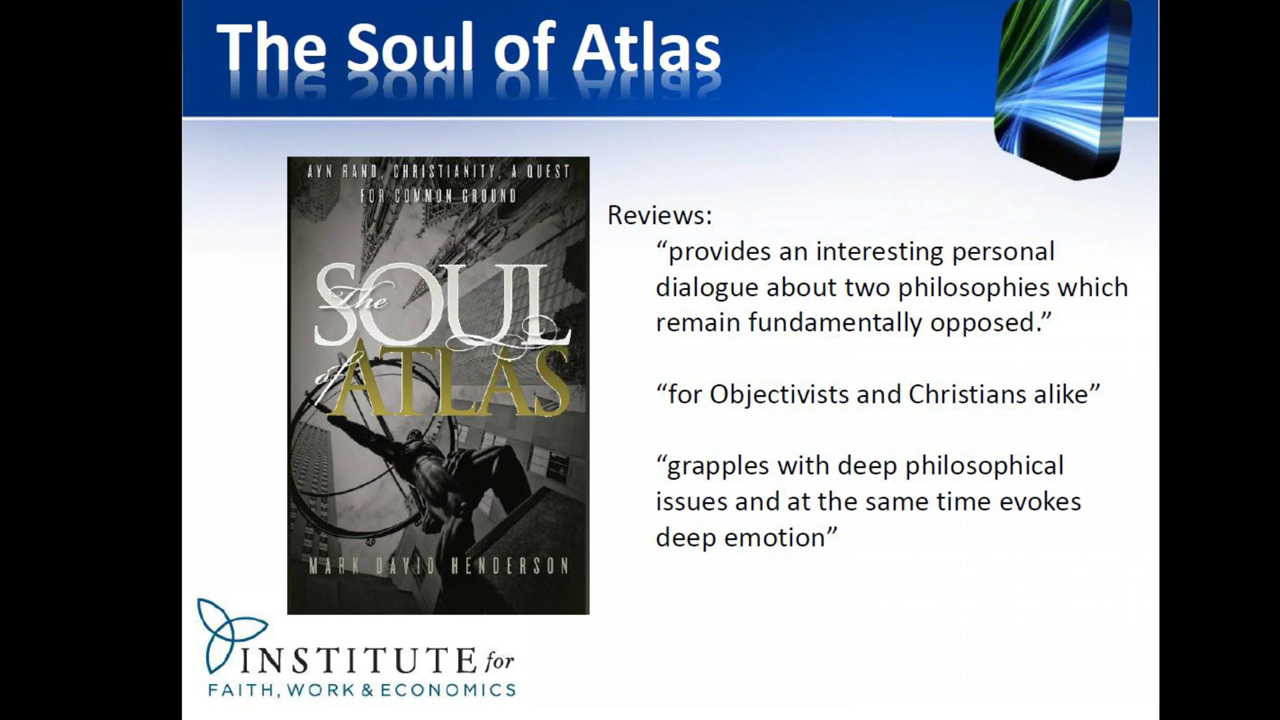 The Soul of Atlas
AYN RAND, CHRISTIANITY, A QUEST
FOR COMMON GROUND
The SOUL
of ATLAS
MARK DAVID HENDERSON
Reviews:
“provides an interesting personal
dialogue about two philosophies which
remain fundamentally opposed.”
“for Objectivists and Christians alike”
“grapples with deep philosophical
issues and at the same time evokes
deep emotion”
INSTITUTE for
FAITH, WORK & ECONOMICS